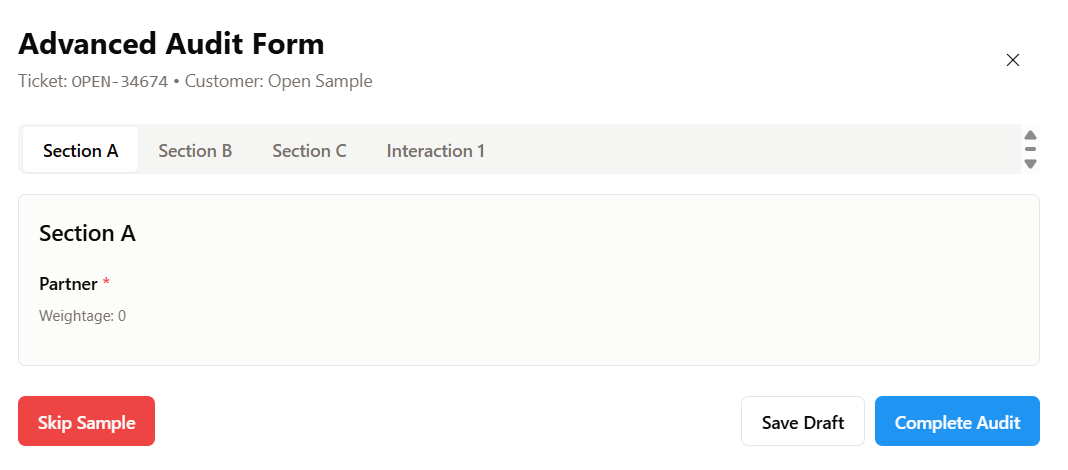 Advanced Audit Form
Ticket: OPEN-34674 • Customer: Open Sample
Section A
Section B
Section C
Interaction 1
Section A
Partner *
Weightage: 0
Skip Sample
Save Draft
Complete Audit